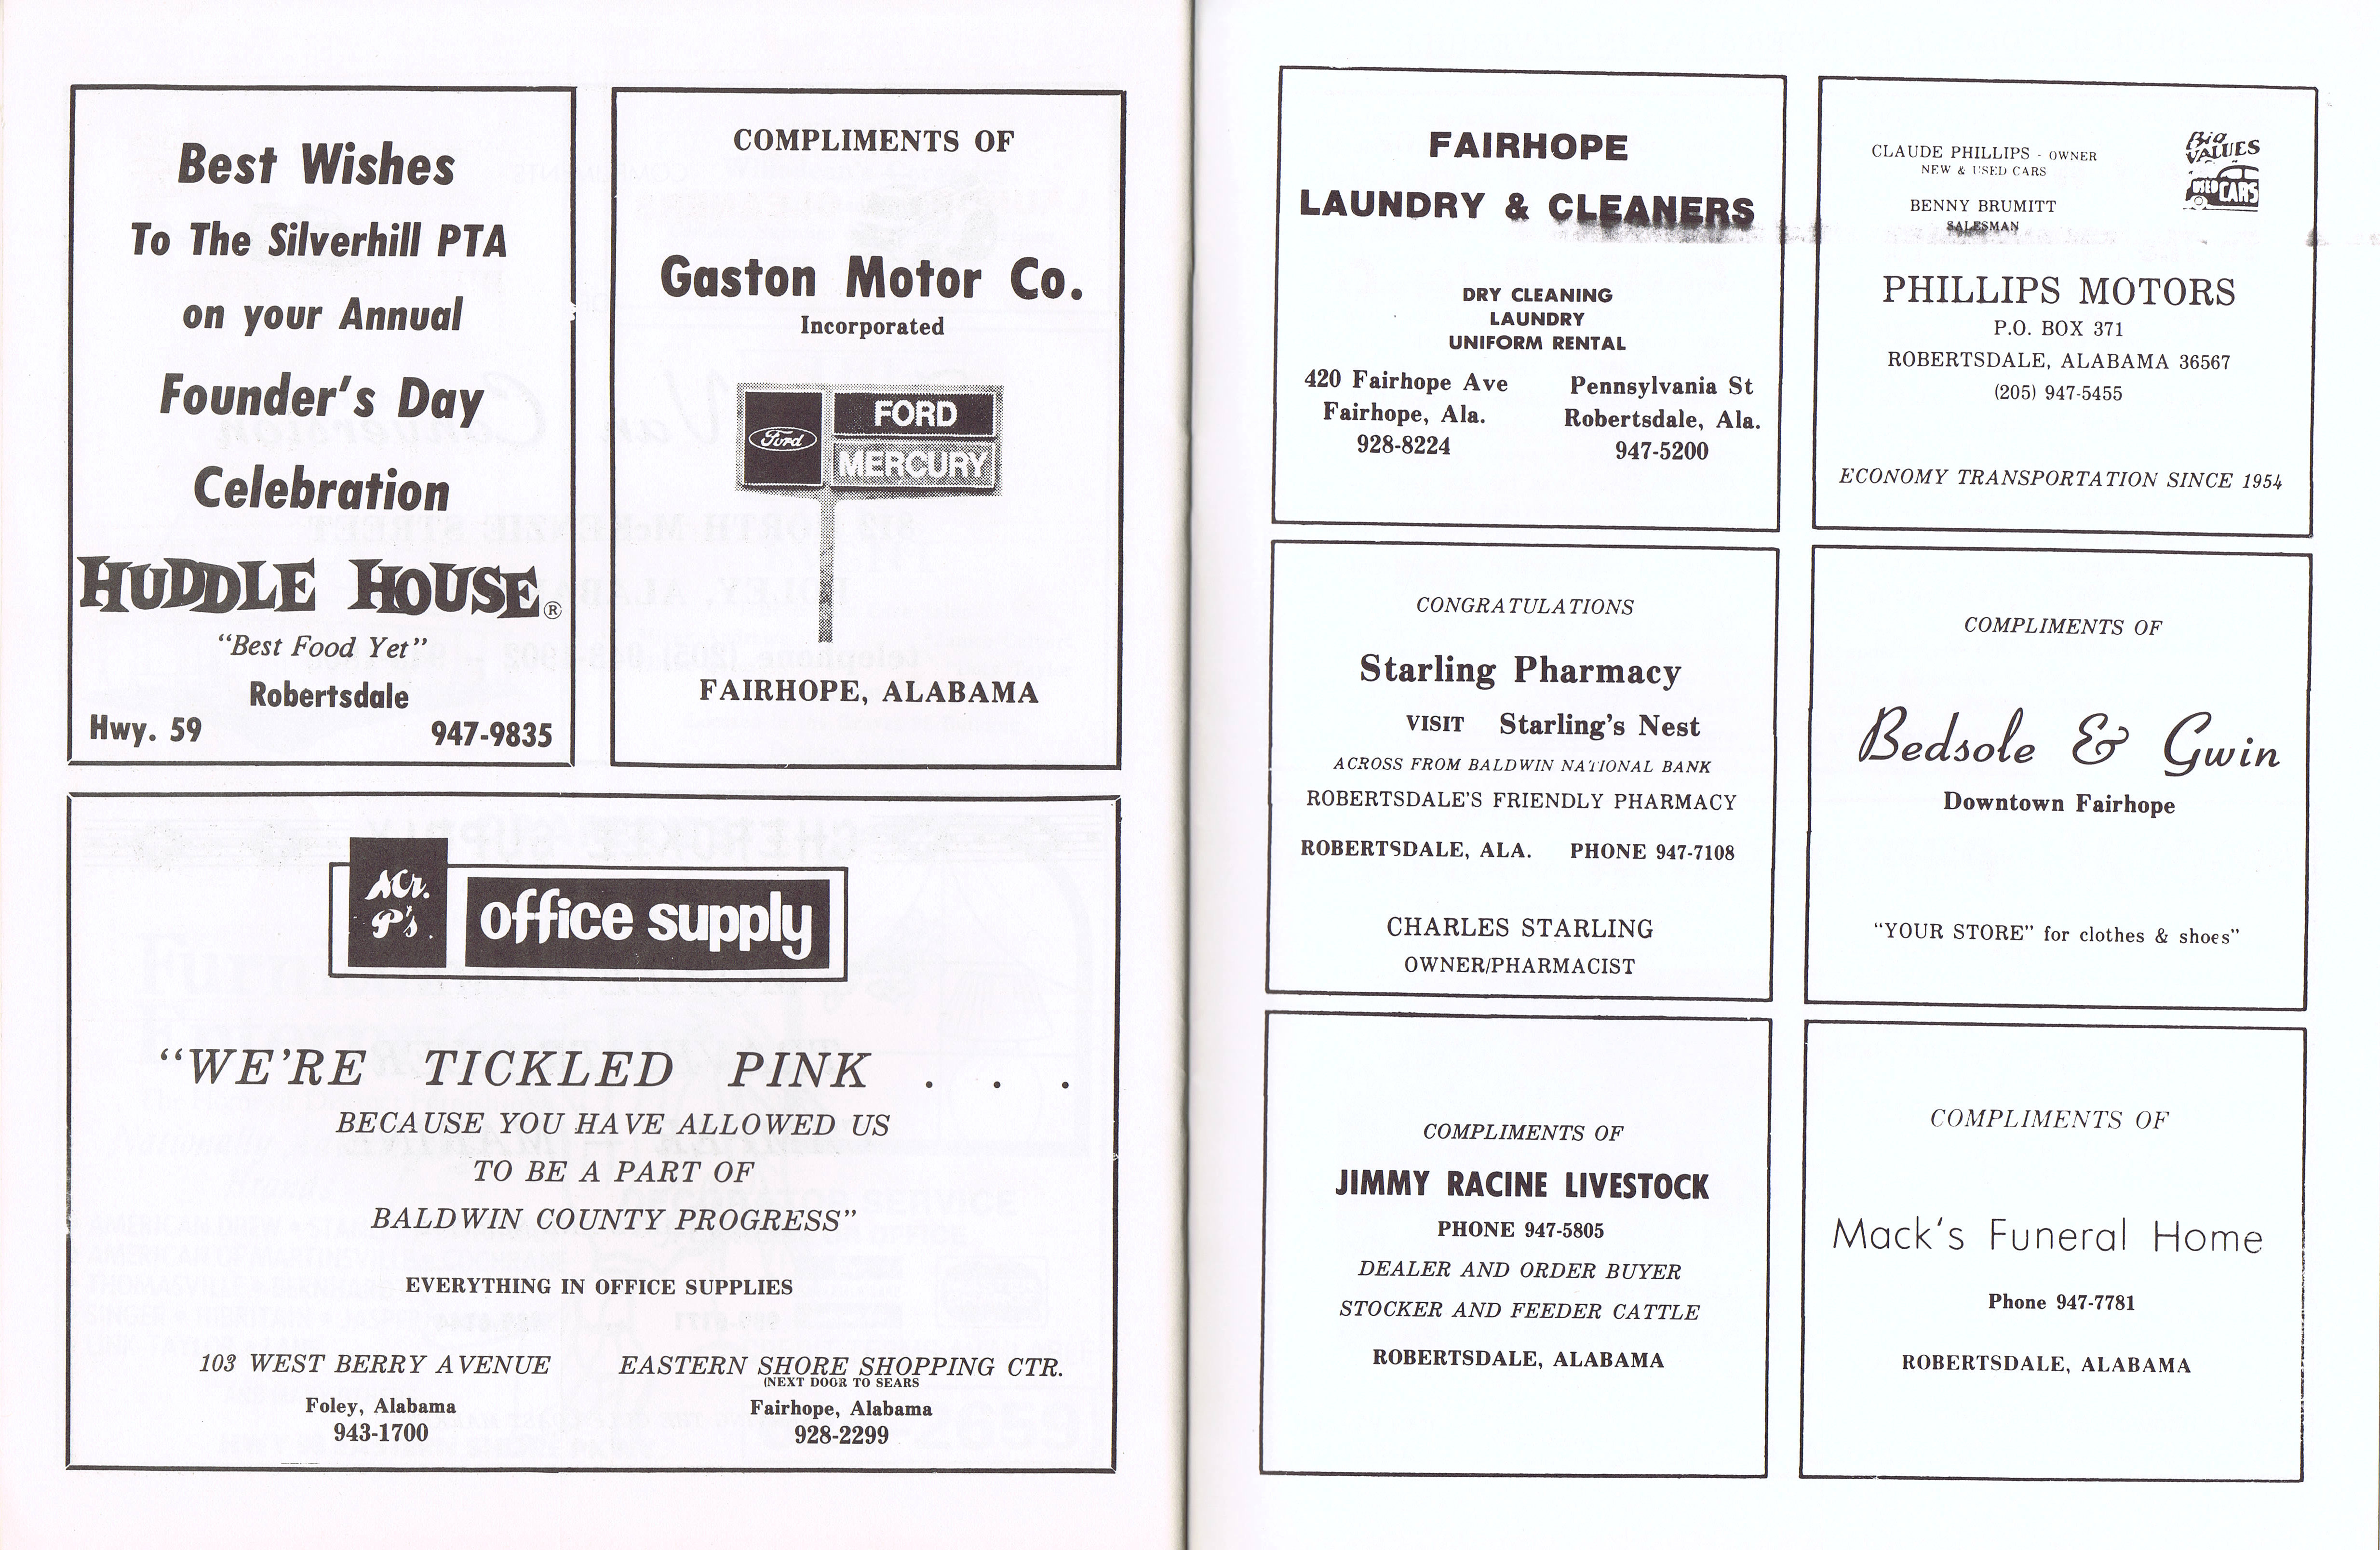 Best Wishes
To The Silverhill PTA
on your Annual
Founder's Day
Celebration
HUDDLE HOUSE®
"Best Food Yet"
Robertsdale
Hwy. 59 947-9835
COMPLIMENTS OF
Gaston Motor Co.
Incorporated
Ford
FORD
MERCURY
FAIRHOPE, ALABAMA
Mr.
P's
office supply
"WE'RE TICKLED PINK . . .
BECAUSE YOU HAVE ALLOWED US
TO BE A PART OF
BALDWIN COUNTY PROGRESS"
EVERYTHING IN OFFICE SUPPLIES
103 WEST BERRY AVENUE
Foley, Alabama
943-1700
EASTERN SHORE SHOPPING CTR.
(NEXT DOOR TO SEARS
Fairhope, Alabama
928-2299
FAIRHOPE
LAUNDRY & CLEANERS
DRY CLEANING
LAUNDRY
UNIFORM RENTAL
420 Fairhope Ave
Fairhope, Ala.
928-8224
Pennsylvania St
Robertsdale, Ala.
947-5200
CLAUDE PHILLIPS - OWNER
NEW & USED CARS
BENNY BRUMITT
SALESMAN
Big
VALUES
USED CARS
PHILLIPS MOTORS
P.O. BOX 371
ROBERTSDALE, ALABAMA 36567
(205) 947-5455
ECONOMY TRANSPORTATION SINCE 1954
CONGRATULATIONS
Starling Pharmacy
VISIT Starling's Nest
ACROSS FROM BALDWIN NATIONAL BANK
ROBERTSDALE'S FRIENDLY PHARMACY
ROBERTSDALE, ALA. PHONE 947-7108
CHARLES STARLING
OWNER/PHARMACIST
COMPLIMENTS OF
Bedsole & Gwin
Downtown Fairhope
"YOUR STORE" for clothes & shoes"
COMPLIMENTS OF
JIMMY RACINE LIVESTOCK
PHONE 947-5805
DEALER AND ORDER BUYER
STOCKER AND FEEDER CATTLE
ROBERTSDALE, ALABAMA
COMPLIMENTS OF
Mack's Funeral Home
Phone 947-7781
ROBERTSDALE, ALABAMA